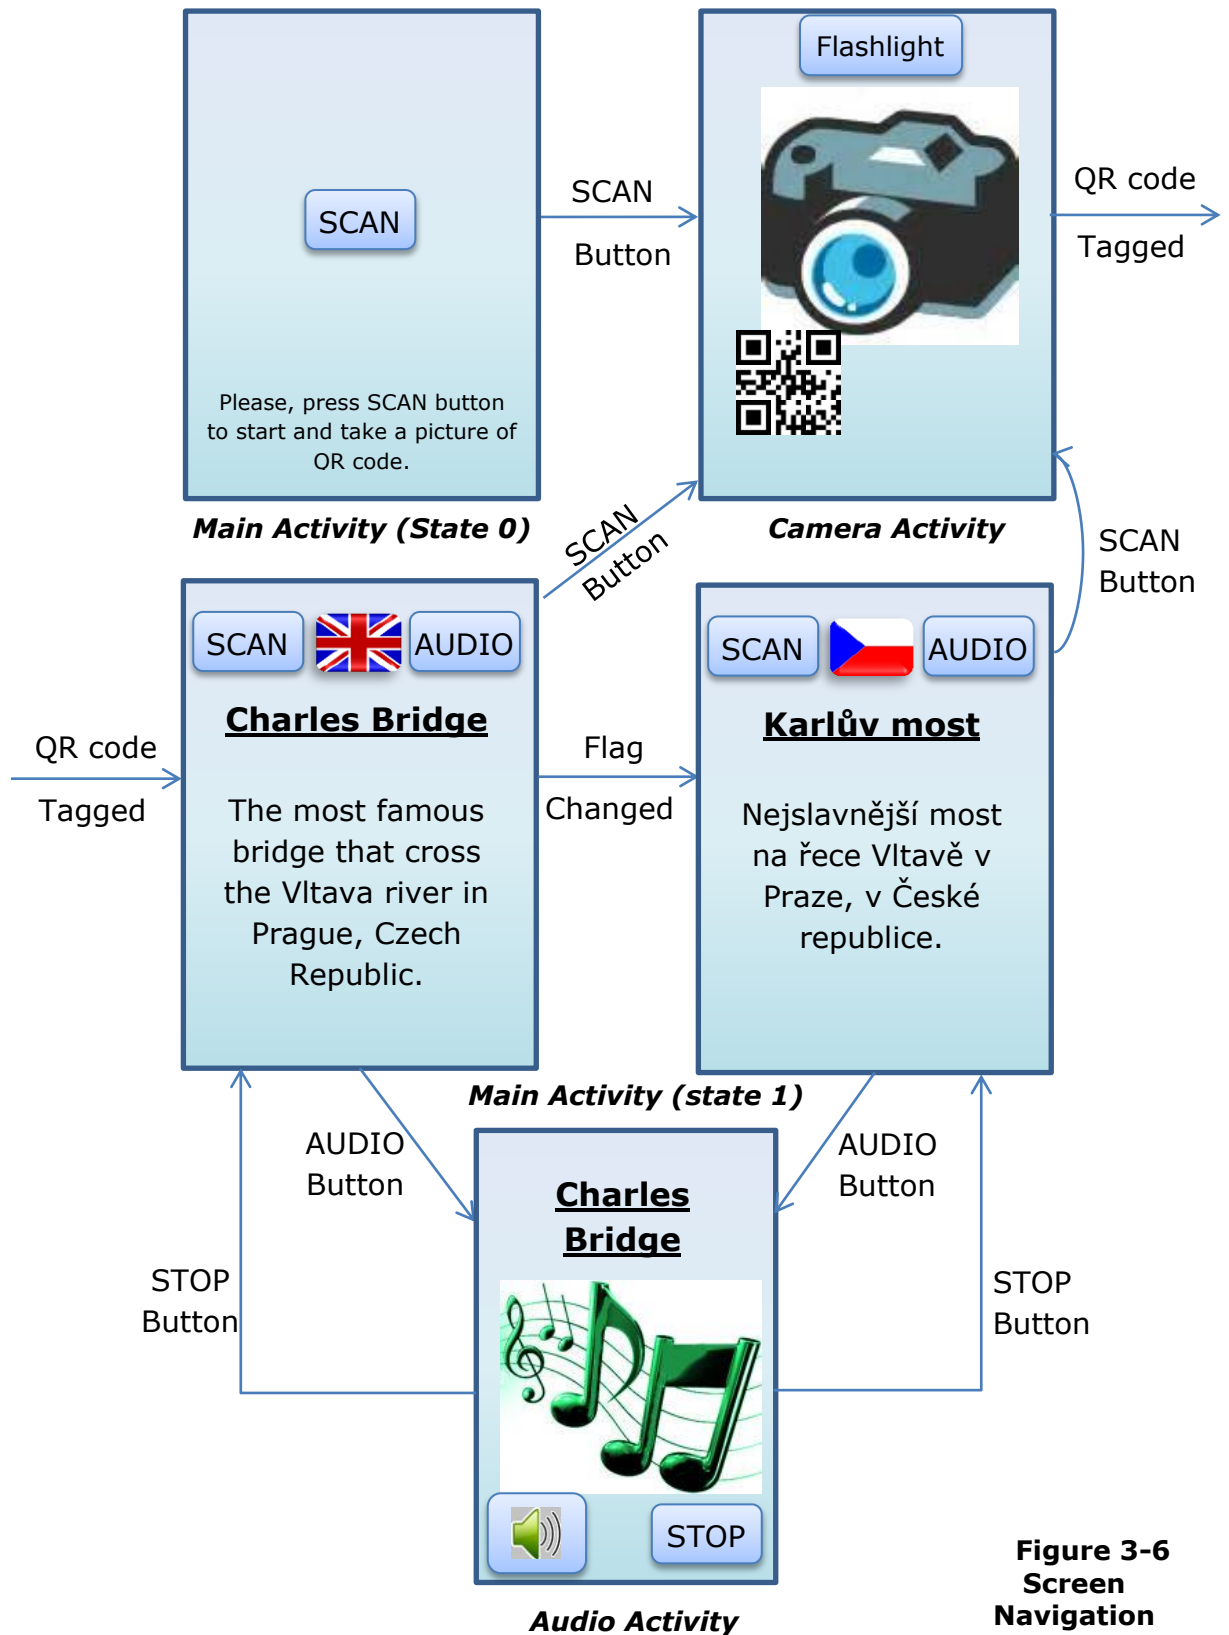 Flashlight
SCAN
Please, press SCAN button
to start and take a picture of
QR code.
SCAN
Button
QR code
Tagged
Main Activity (State 0)
Camera Activity
SCAN
Button
SCAN
Button
SCAN
AUDIO
Charles Bridge
The most famous
bridge that cross
the Vltava river in
Prague, Czech
Republic.
QR code
Tagged
Flag
Changed
SCAN
AUDIO
Karlův most
Nejslavnější most
na řece Vltavě v
Praze, v České
republice.
Main Activity (state 1)
AUDIO
Button
AUDIO
Button
Charles
Bridge
STOP
Button
STOP
Button
STOP
Audio Activity
Figure 3-6
Screen
Navigation